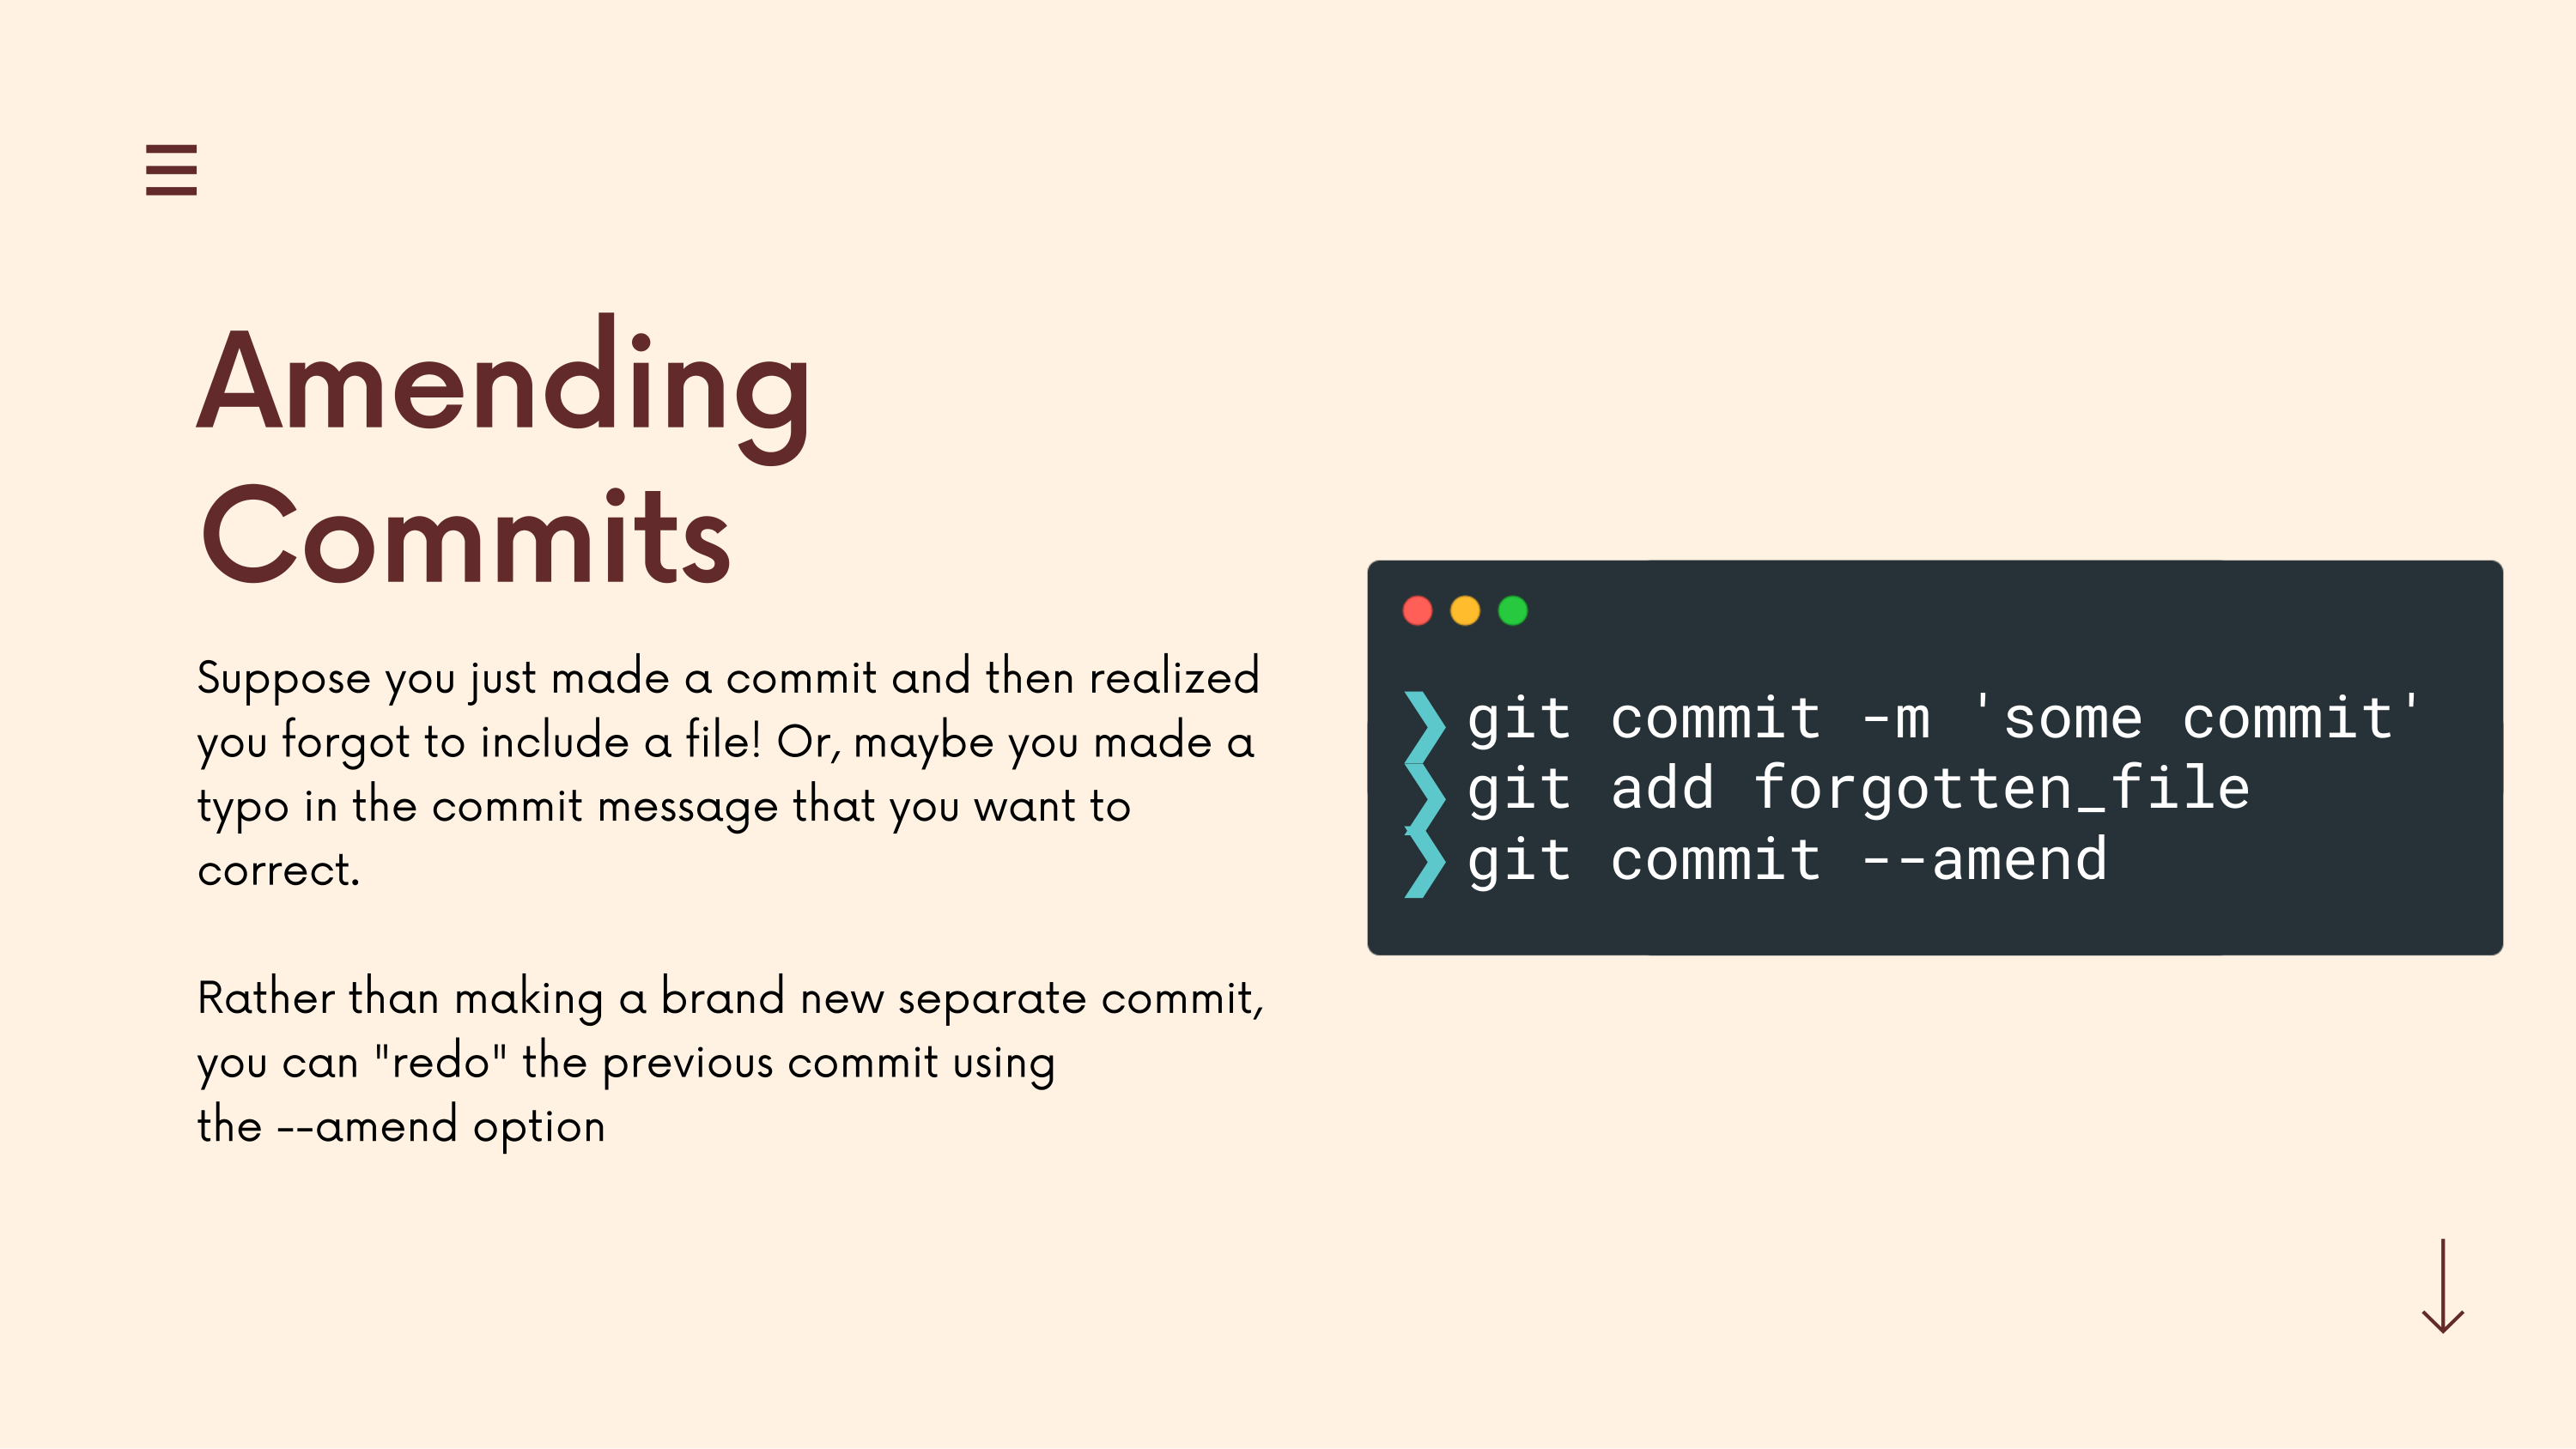 Amending
Commits
Suppose you just made a commit and then realized
you forgot to include a file! Or, maybe you made a
typo in the commit message that you want to
correct.
Rather than making a brand new separate commit,
you can "redo" the previous commit using
the --amend option
❯ git commit -m 'some commit'
❯ git add forgotten_file
❯ git commit --amend